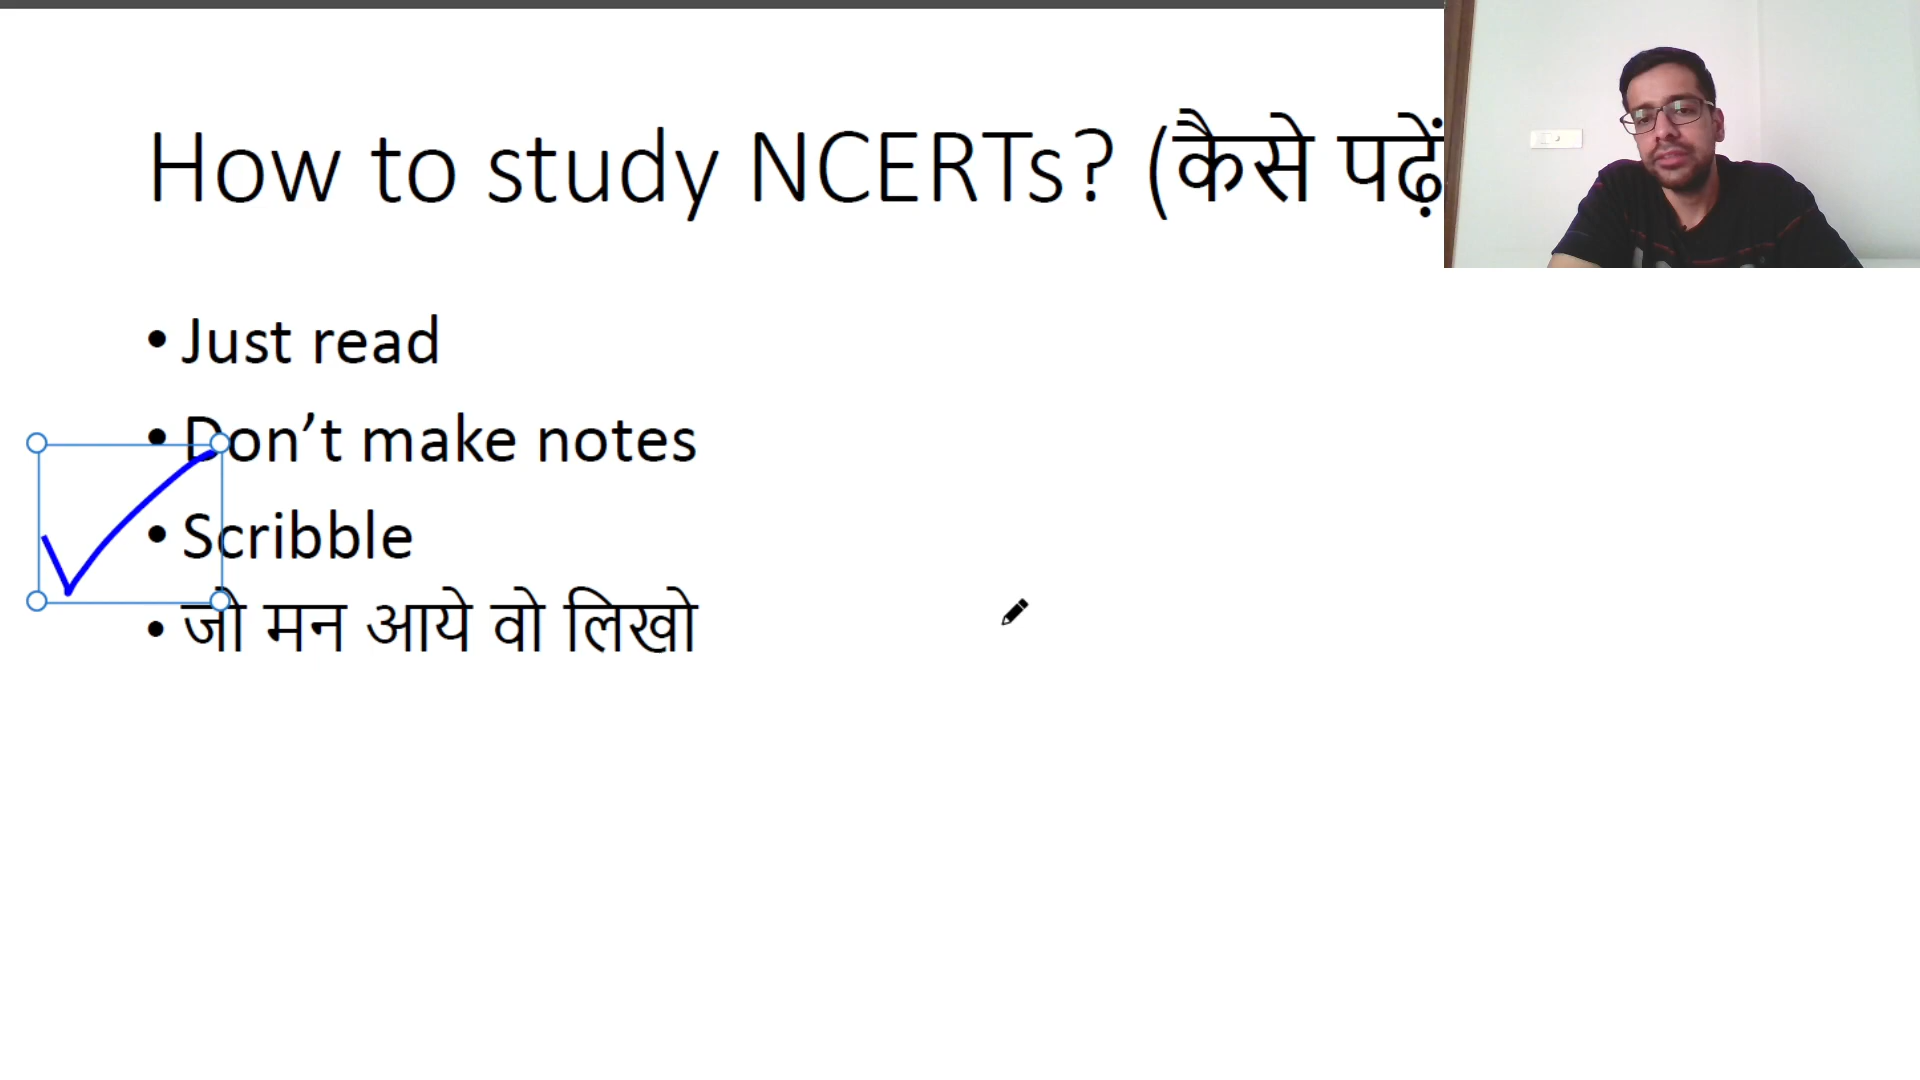 How to study NCERTs? (कैसे पढ़ें
• Just read
• Don’t make notes
• Scribble
• जो मन आये वो लिखो